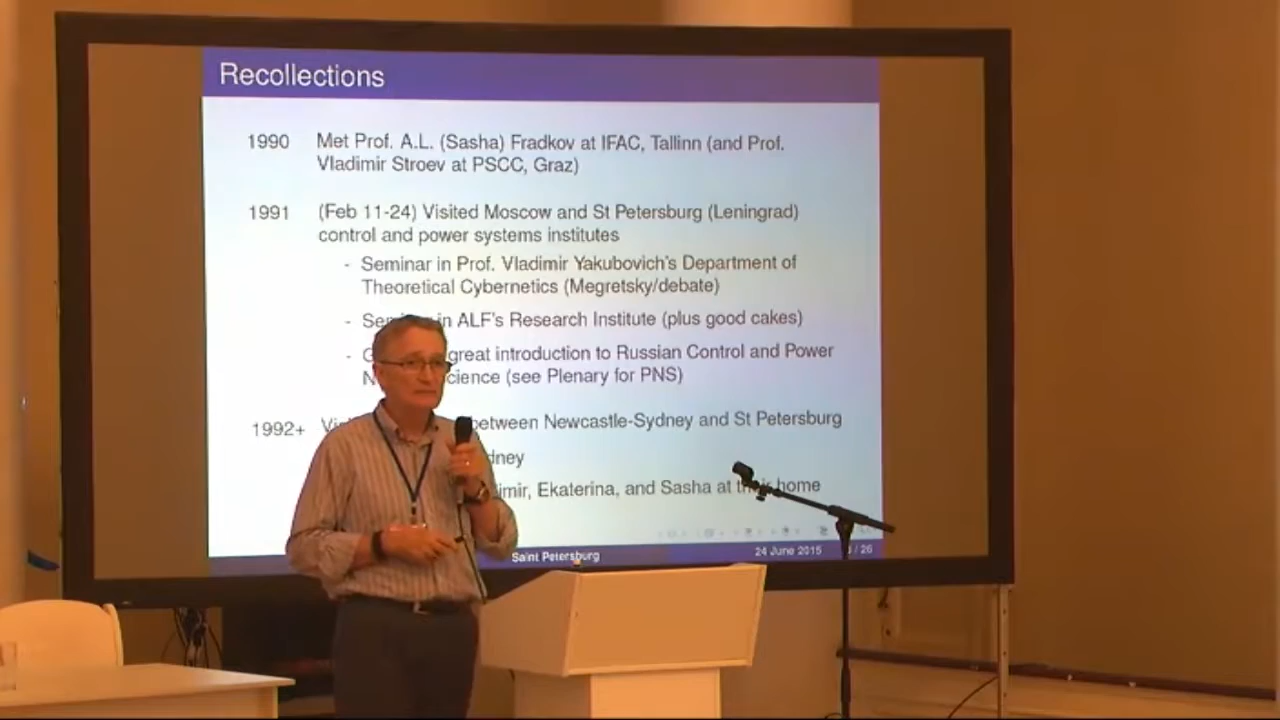 Recollections
1990 Met Prof. A.L. (Sasha) Fradkov at IFAC, Tallinn (and Prof.
Vladimir Stroev at PSCC, Graz)
1991 (Feb 11-24) Visited Moscow and St Petersburg (Leningrad)
control and power systems institutes
- Seminar in Prof. Vladimir Yakubovich's Department of
Theoretical Cybernetics (Megretsky/debate)
- in ALF's Research Institute (plus good cakes)
- great introduction to Russian Control and Power
(see Plenary for PNS)
1992+ between Newcastle-Sydney and St Petersburg
Ekaterina, and Sasha at their home
Saint Petersburg 24 June 2015 / 26